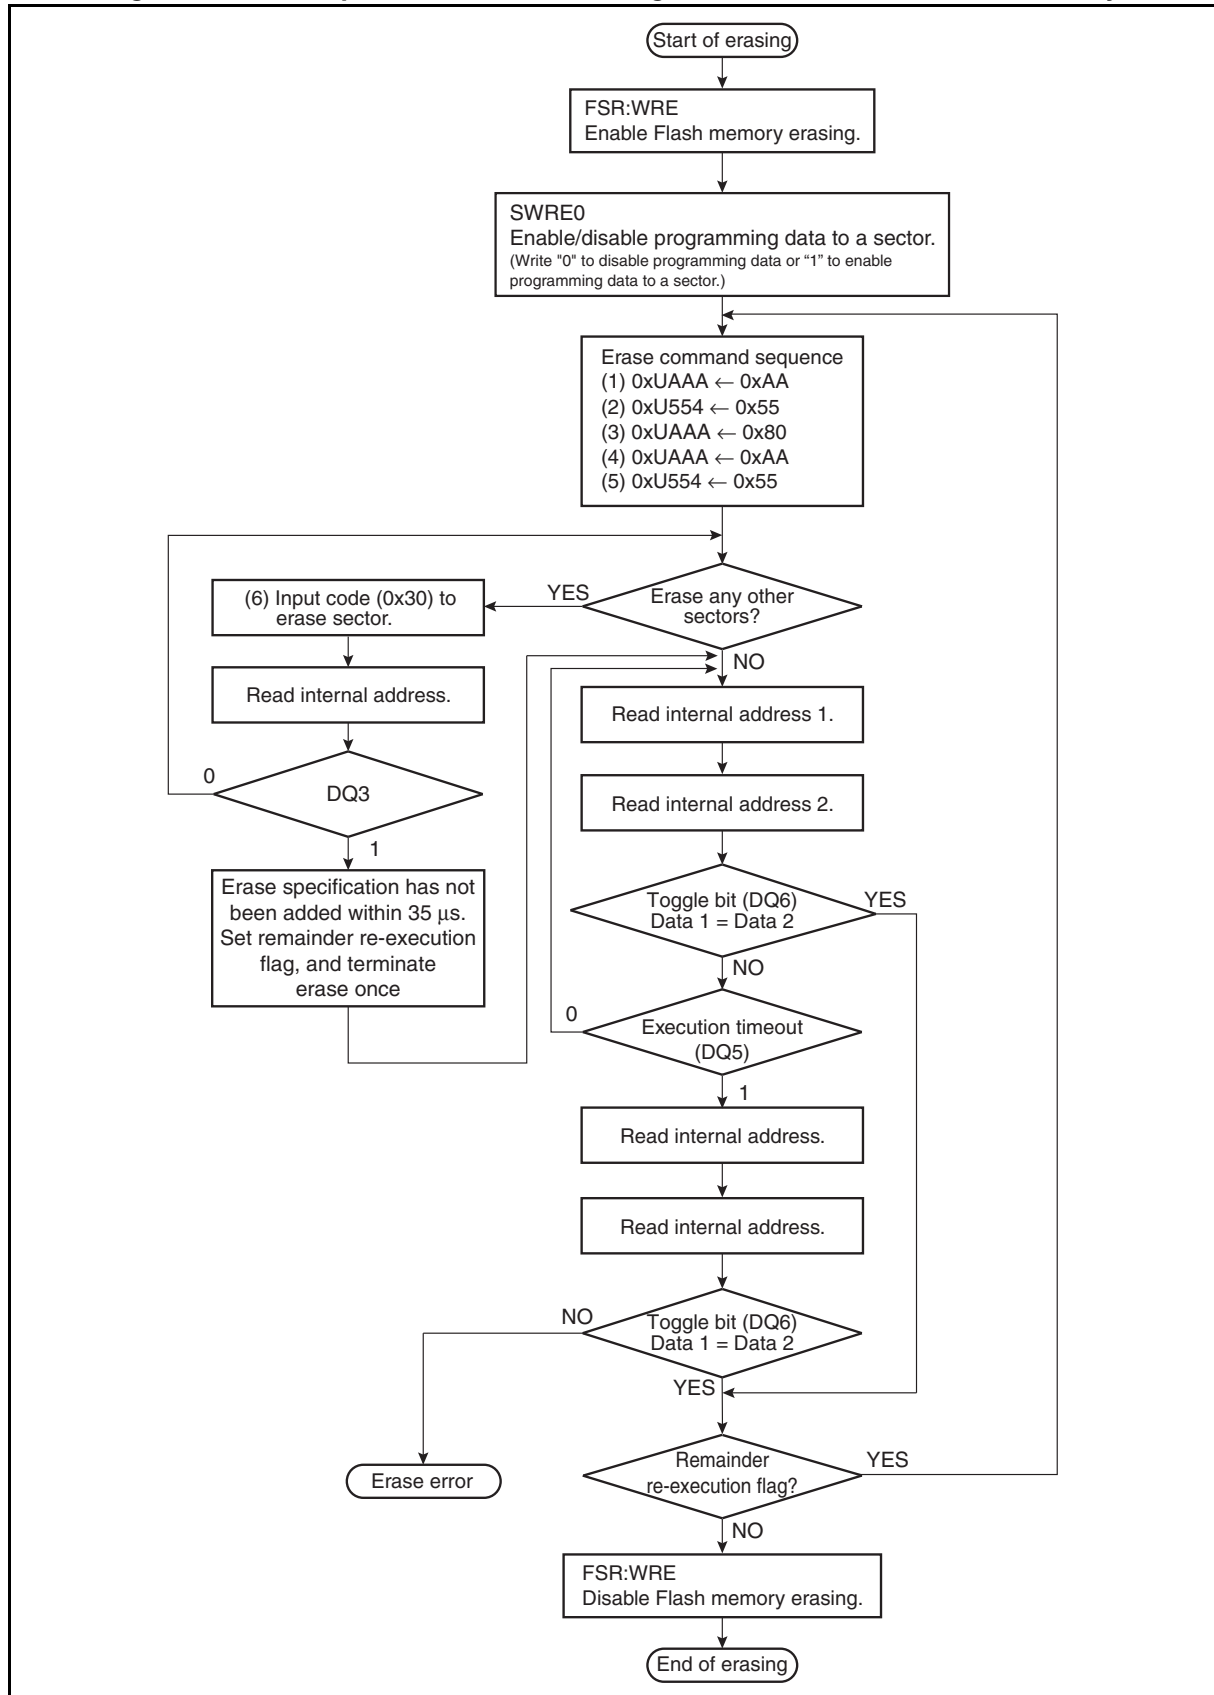 Start of erasing
FSR:WRE
Enable Flash memory erasing.
SWRE0
Enable/disable programming data to a sector.
(Write "0" to disable programming data or “1” to enable
programming data to a sector.)
Erase command sequence
(1) 0xUAAA ← 0xAA
(2) 0xU554 ← 0x55
(3) 0xUAAA ← 0x80
(4) 0xUAAA ← 0xAA
(5) 0xU554 ← 0x55
Erase any other
sectors?
YES
(6) Input code (0x30) to
erase sector.
Read internal address.
DQ3
0
1
Erase specification has not
been added within 35 μs.
Set remainder re-execution
flag, and terminate
erase once
NO
Read internal address 1.
Read internal address 2.
Toggle bit (DQ6)
Data 1 = Data 2
YES
NO
Execution timeout
(DQ5)
0
1
Read internal address.
Read internal address.
Toggle bit (DQ6)
Data 1 = Data 2
NO
YES
Erase error
Remainder
re-execution flag?
YES
NO
FSR:WRE
Disable Flash memory erasing.
End of erasing